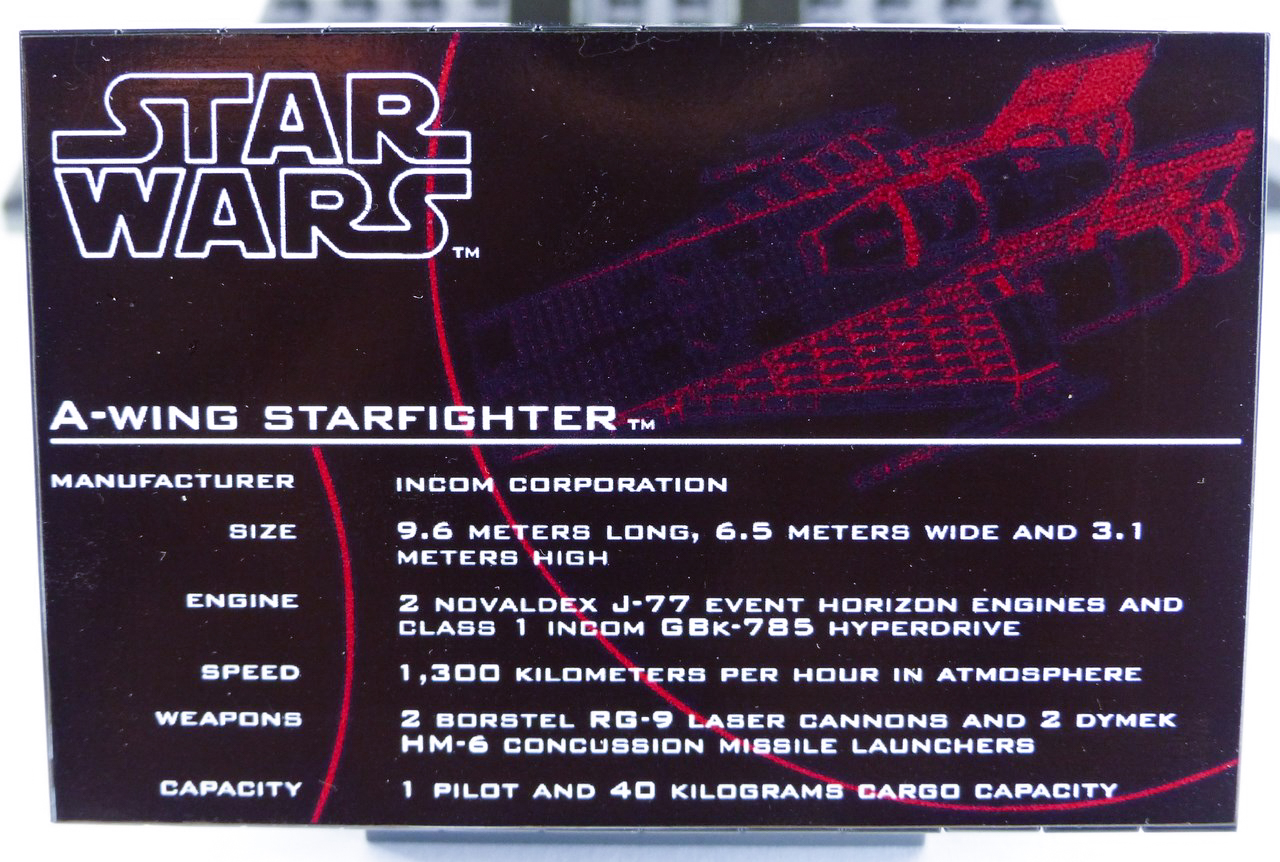 STAR
WARS™
A-WING STARFIGHTER™
MANUFACTURER INCOM CORPORATION
SIZE 9.6 METERS LONG, 6.5 METERS WIDE AND 3.1
METERS HIGH
ENGINE 2 NOVALDEX J-77 EVENT HORIZON ENGINES AND
CLASS 1 INCOM GBK-785 HYPERDRIVE
SPEED 1,300 KILOMETERS PER HOUR IN ATMOSPHERE
WEAPONS 2 BORSTEL RG-9 LASER CANNONS AND 2 DYMEK
HM-6 CONCUSSION MISSILE LAUNCHERS
CAPACITY 1 PILOT AND 40 KILOGRAMS CARGO CAPACITY